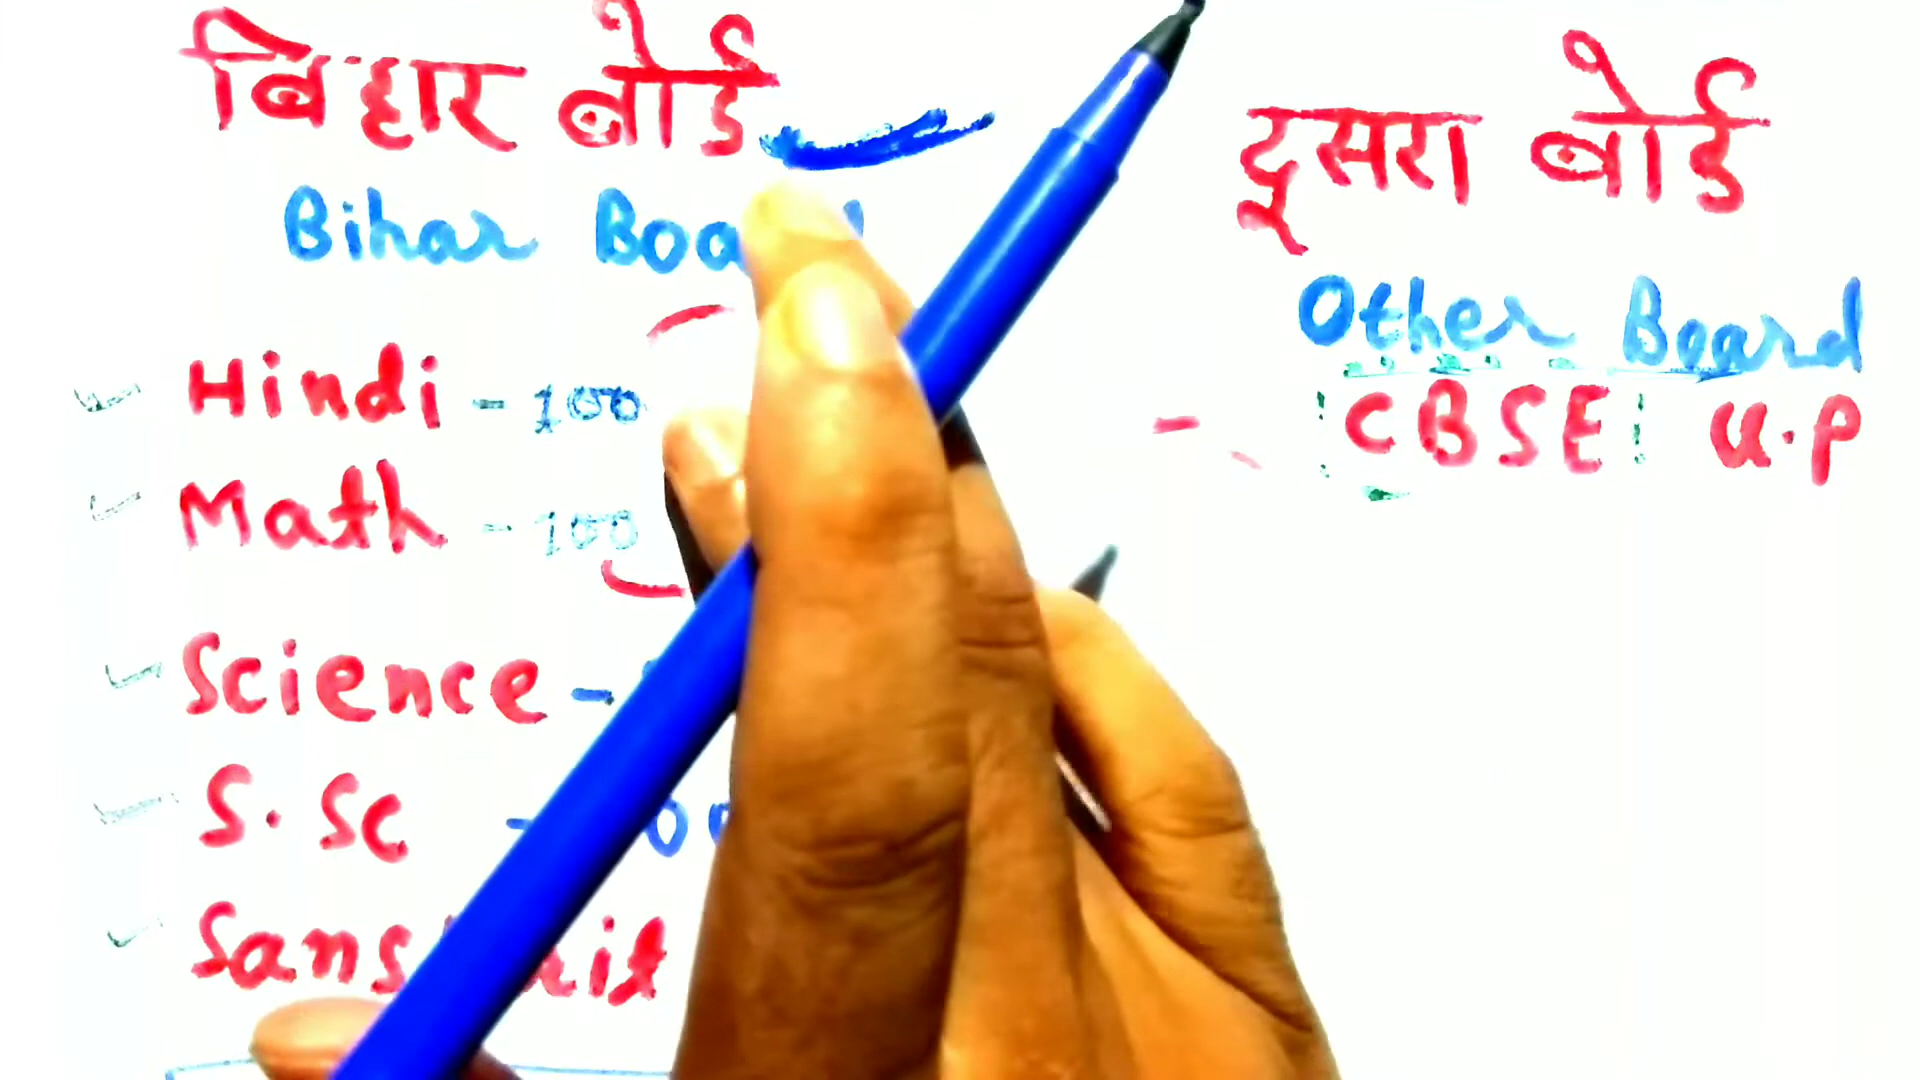 बिहार बोर्ड
Bihar
Hindi - 100
Math - 100
Science -
S. Sc -
दूसरा बोर्ड
Other Board
CBSE U.P